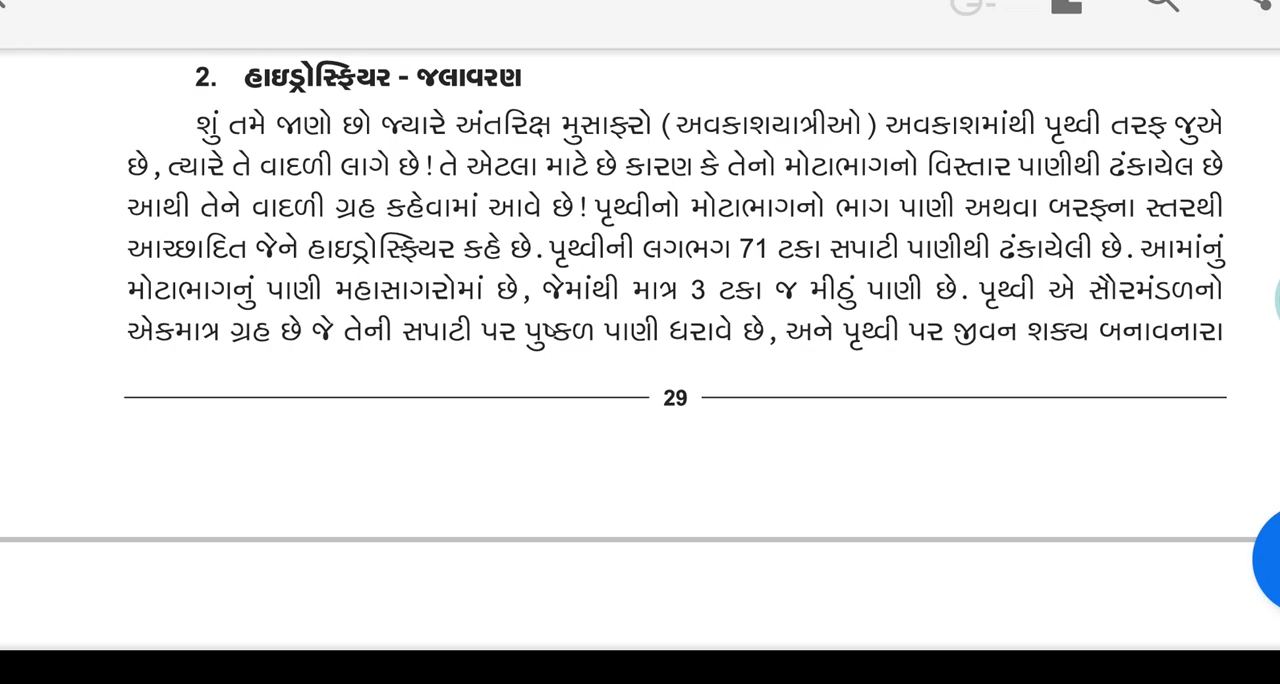 2. હાઇડ્રોસ્ફિયર - જલાવરણ
શું તમે જાણો છો જ્યારે અંતરિક્ષ મુસાફરો (અવકાશયાત્રીઓ) અવકાશમાંથી પૃથ્વી તરફ જુએ
છે, ત્યારે તે વાદળી લાગે છે! તે એટલા માટે છે કારણ કે તેનો મોટાભાગનો વિસ્તાર પાણીથી ઢંકાયેલ છે
આથી તેને વાદળી ગ્રહ કહેવામાં આવે છે! પૃથ્વીનો મોટાભાગનો ભાગ પાણી અથવા બરફના સ્તરથી
આચ્છાદિત જેને હાઇડ્રોસ્ફિયર કહે છે. પૃથ્વીની લગભગ 71 ટકા સપાટી પાણીથી ઢંકાયેલી છે. આમાંનું
મોટાભાગનું પાણી મહાસાગરોમાં છે, જેમાંથી માત્ર 3 ટકા જ મીઠું પાણી છે. પૃથ્વી એ સૌરમંડળનો
એકમાત્ર ગ્રહ છે જે તેની સપાટી પર પુષ્કળ પાણી ધરાવે છે, અને પૃથ્વી પર જીવન શક્ય બનાવનારા
29